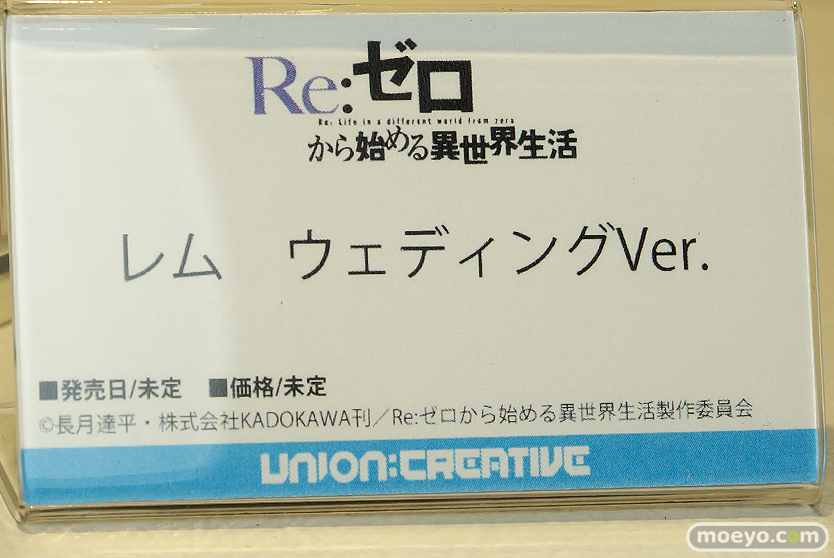 Re:ゼロ
Re: Life in a different world from zero
から始める異世界生活
レム　ウェディングVer.
■発売日/未定　■価格/未定
©長月達平・株式会社KADOKAWA刊／Re:ゼロから始める異世界生活製作委員会
UNION:CREATIVE
moeyo.com